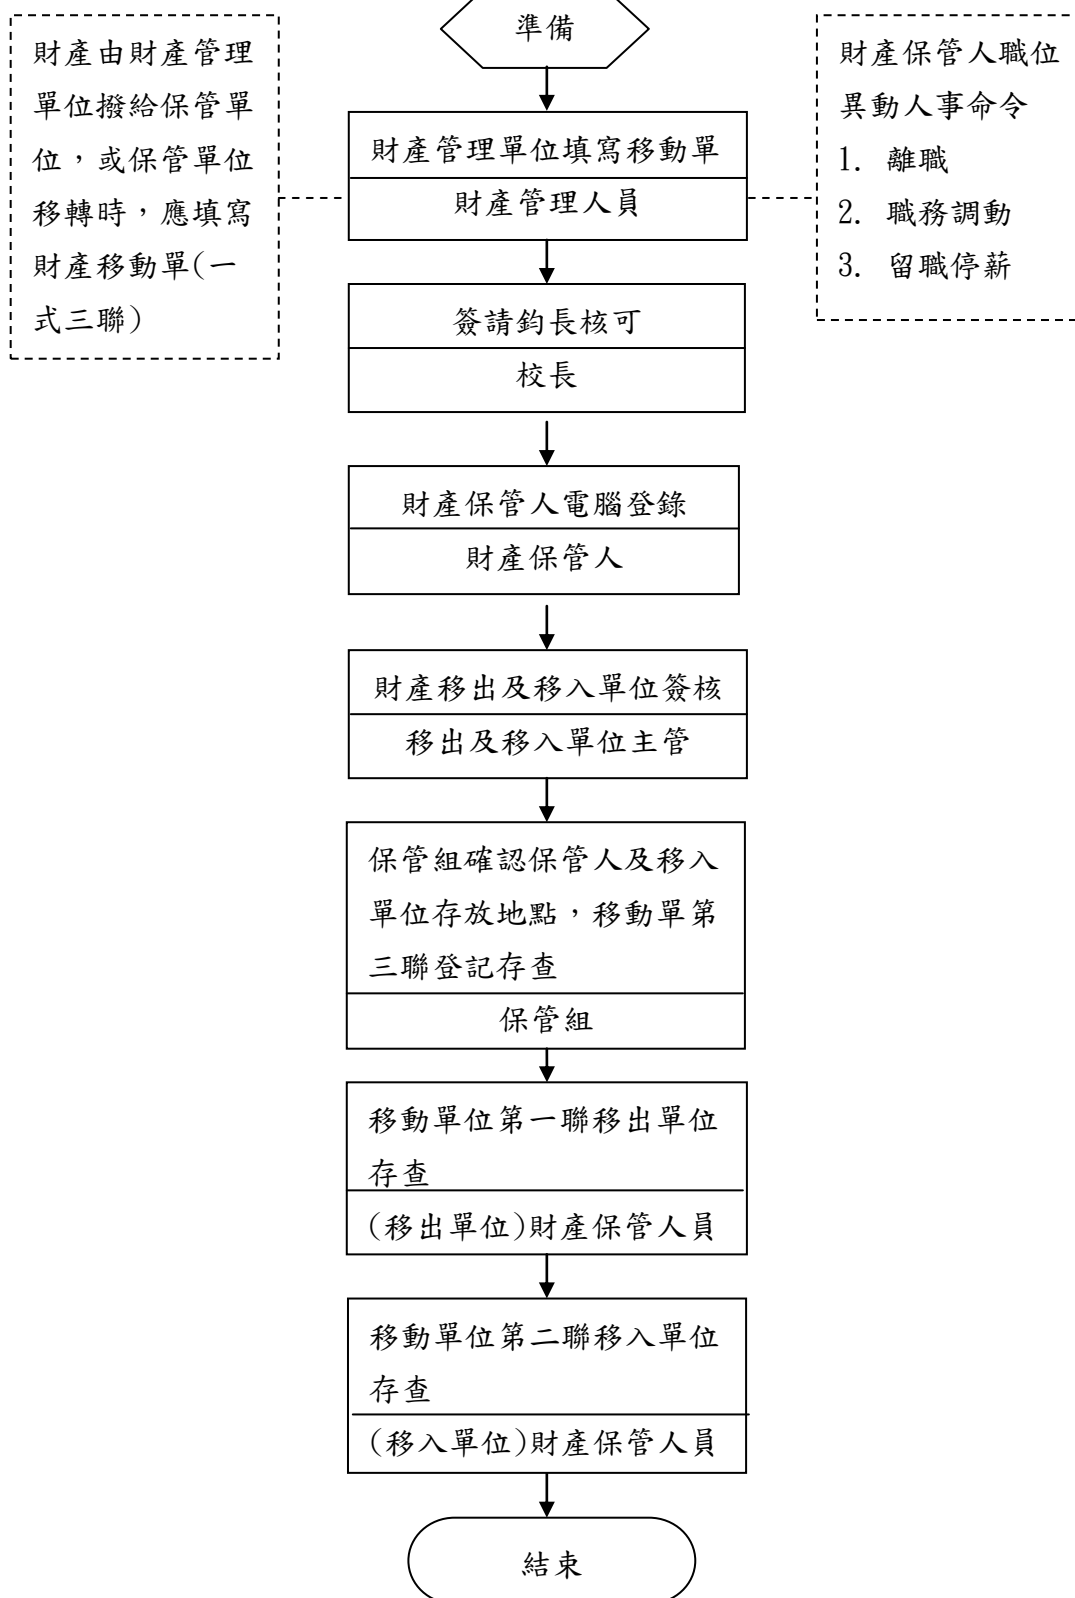 準備
財產由財產管理
單位撥給保管單
位，或保管單位
移轉時，應填寫
財產移動單(一
式三聯)
財產保管人職位
異動人事命令
1. 離職
2. 職務調動
3. 留職停薪
財產管理單位填寫移動單
財產管理人員
簽請鈞長核可
校長
財產保管人電腦登錄
財產保管人
財產移出及移入單位簽核
移出及移入單位主管
保管組確認保管人及移入
單位存放地點，移動單第
三聯登記存查
保管組
移動單位第一聯移出單位
存查
(移出單位)財產保管人員
移動單位第二聯移入單位
存查
(移入單位)財產保管人員
結束